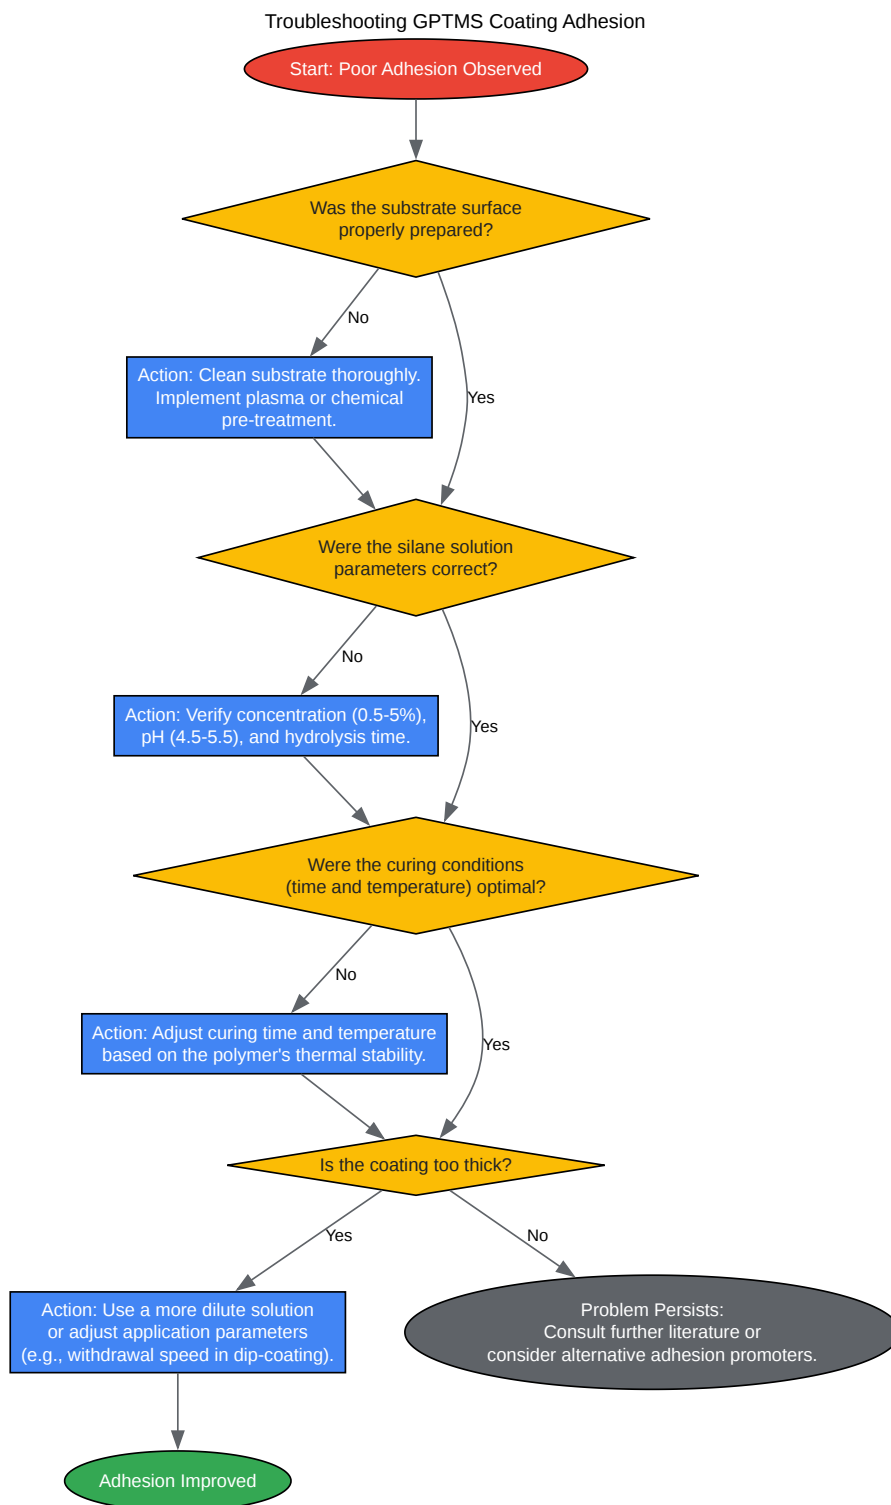 Troubleshooting GPTMS Coating Adhesion
Start: Poor Adhesion Observed
Was the substrate surface
properly prepared?
No
Action: Clean substrate thoroughly.
Implement plasma or chemical
pre-treatment.
Yes
Were the silane solution
parameters correct?
No
Action: Verify concentration (0.5-5%),
pH (4.5-5.5), and hydrolysis time.
Yes
Were the curing conditions
(time and temperature) optimal?
No
Action: Adjust curing time and temperature
based on the polymer's thermal stability.
Yes
Is the coating too thick?
Yes
No
Action: Use a more dilute solution
or adjust application parameters
(e.g., withdrawal speed in dip-coating).
Problem Persists:
Consult further literature or
consider alternative adhesion promoters.
Adhesion Improved